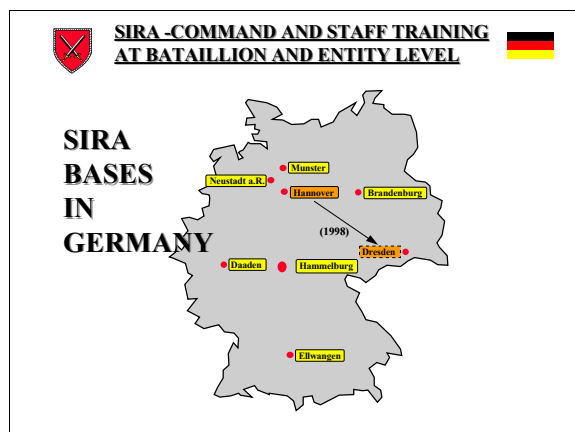 SIRA -COMMAND AND STAFF TRAINING
AT BATAILLION AND ENTITY LEVEL
SIRA
BASES
IN
GERMANY
Munster
Neustadt a.R.
Hannover
Brandenburg
(1998)
Dresden
Daaden
Hammelburg
Ellwangen